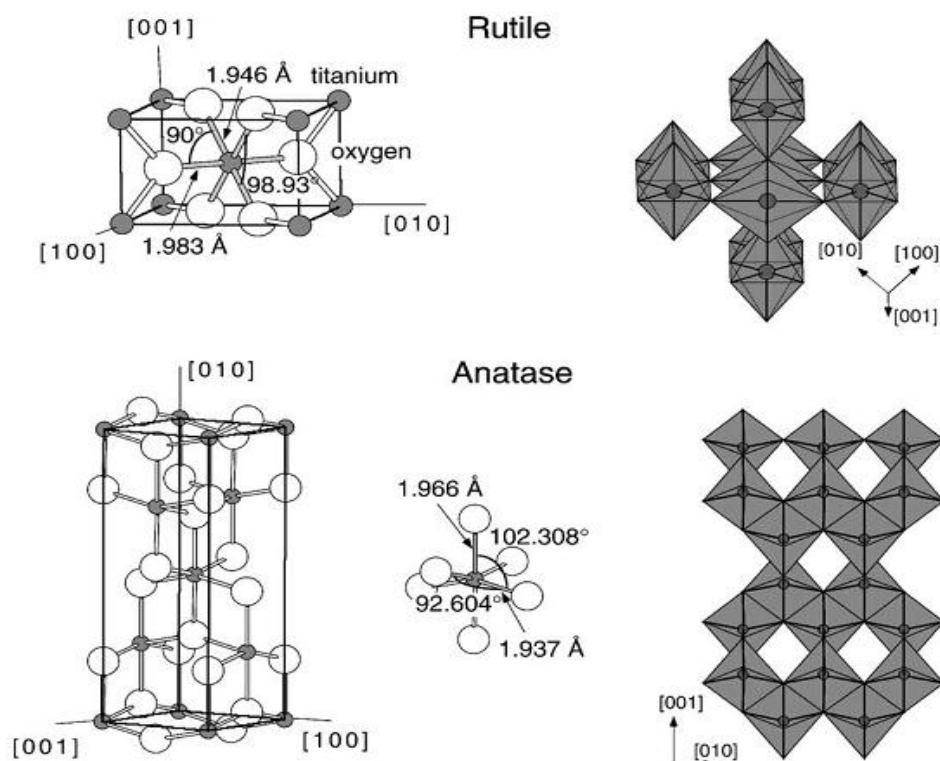 Rutile
[001]
1.946 Å
titanium
90°
oxygen
98.93°
[010]
[100]
1.983 Å
[010]
[100]
[001]
Anatase
[010]
1.966 Å
102.308°
92.604°
1.937 Å
[001]
[100]
[001]
[010]